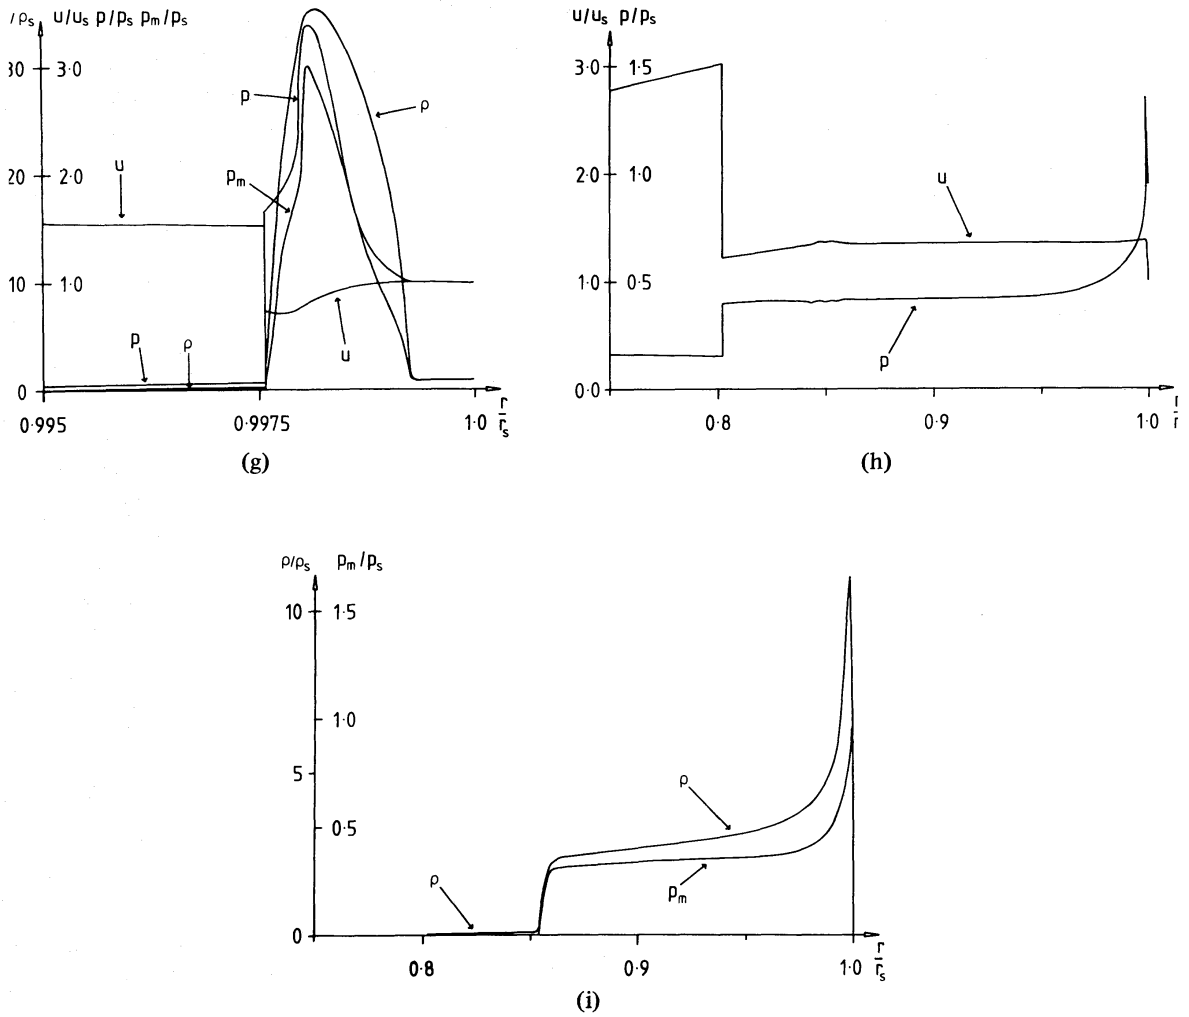 /ρs u/us p/ps pm/ps
30 3·0
p
ρ
u
20 2·0
pm
10 1·0
p ρ
u
0
0·995 0·9975 1·0 r/rs
(g)
u/us p/ps
3·0 1·5
2·0 1·0
u
1·0 0·5
p
0·0
0·8 0·9 1·0
(h)
ρ/ρs pm/ps
10 1·5
1·0
5
ρ
0·5
ρ
pm
0
0·8 0·9 1·0 r/rs
(i)